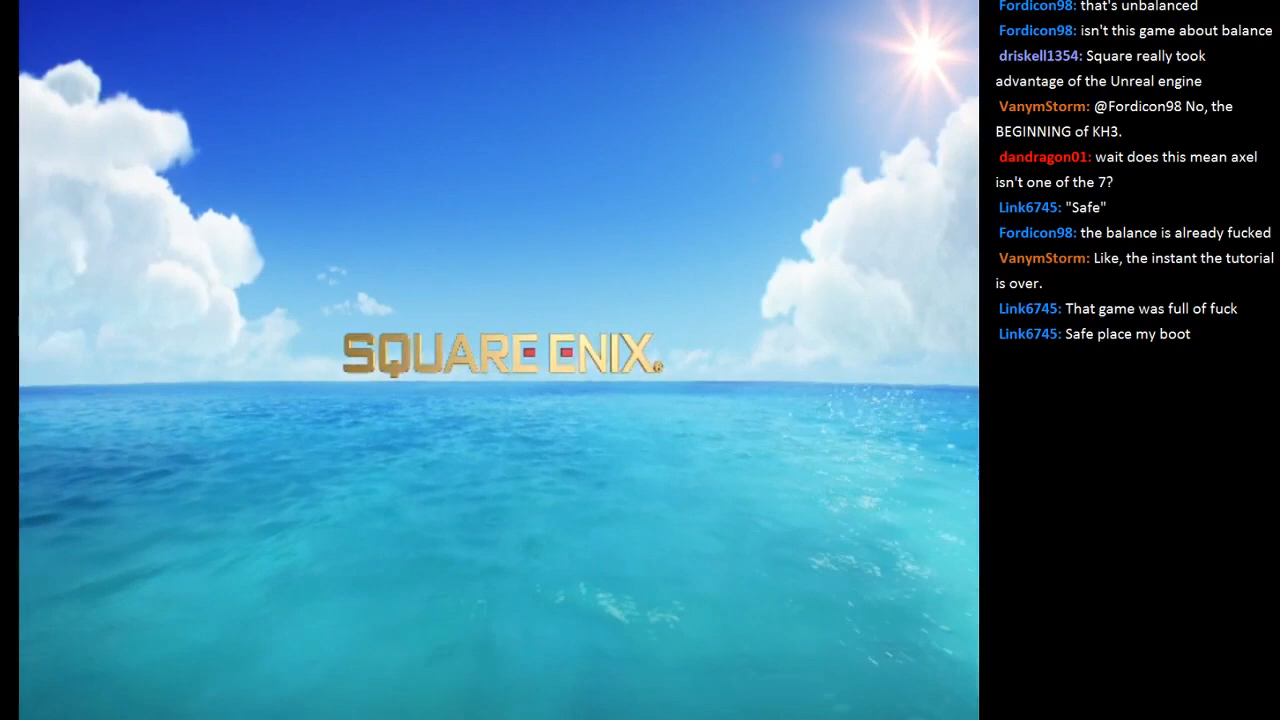 SQUARE ENIX®
Fordicon98: that's unbalanced
Fordicon98: isn't this game about balance
driskell1354: Square really took
advantage of the Unreal engine
VanymStorm: @Fordicon98 No, the
BEGINNING of KH3.
dandragon01: wait does this mean axel
isn't one of the 7?
Link6745: "Safe"
Fordicon98: the balance is already fucked
VanymStorm: Like, the instant the tutorial
is over.
Link6745: That game was full of fuck
Link6745: Safe place my boot